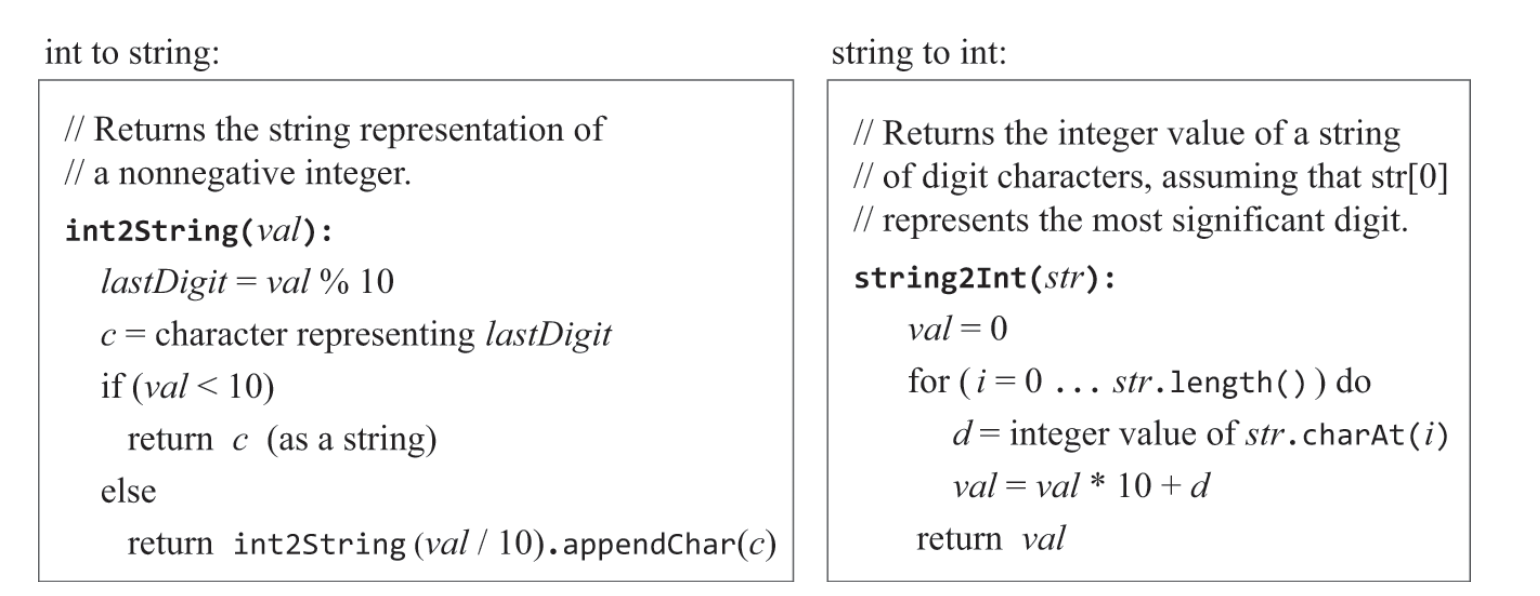 int to string:
// Returns the string representation of
// a nonnegative integer.
int2String(val):
lastDigit = val % 10
c = character representing lastDigit
if (val < 10)
return c (as a string)
else
return int2String (val / 10).appendChar(c)
string to int:
// Returns the integer value of a string
// of digit characters, assuming that str[0]
// represents the most significant digit.
string2Int(str):
val = 0
for ( i = 0 ... str.length() ) do
d = integer value of str.charAt(i)
val = val * 10 + d
return val